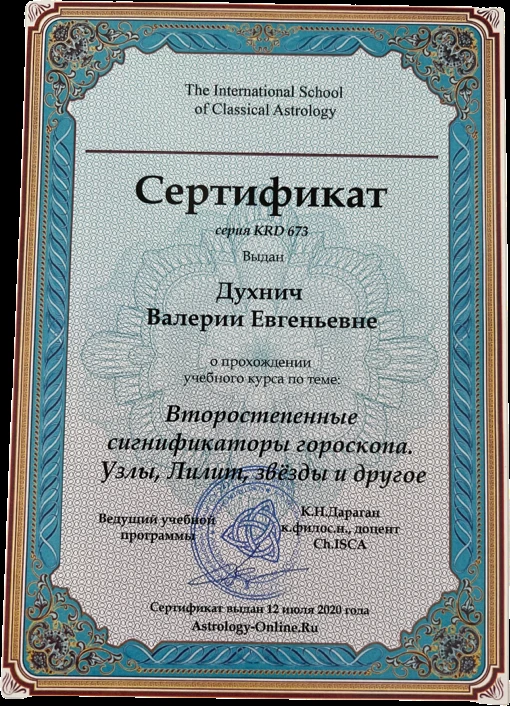 The International School
of Classical Astrology
Сертификат
серия KRD 673
Выдан
Духнич
Валерии Евгеньевне
о прохождении
учебного курса по теме:
Второстепенные
сигнификаторы гороскопа.
Узлы, Лилит, звёзды и другое
Ведущий учебной
программы
К.Н.Дараган
к.филос.н., доцент
Ch.ISCA
Сертификат выдан 12 июля 2020 года
Astrology-Online.Ru